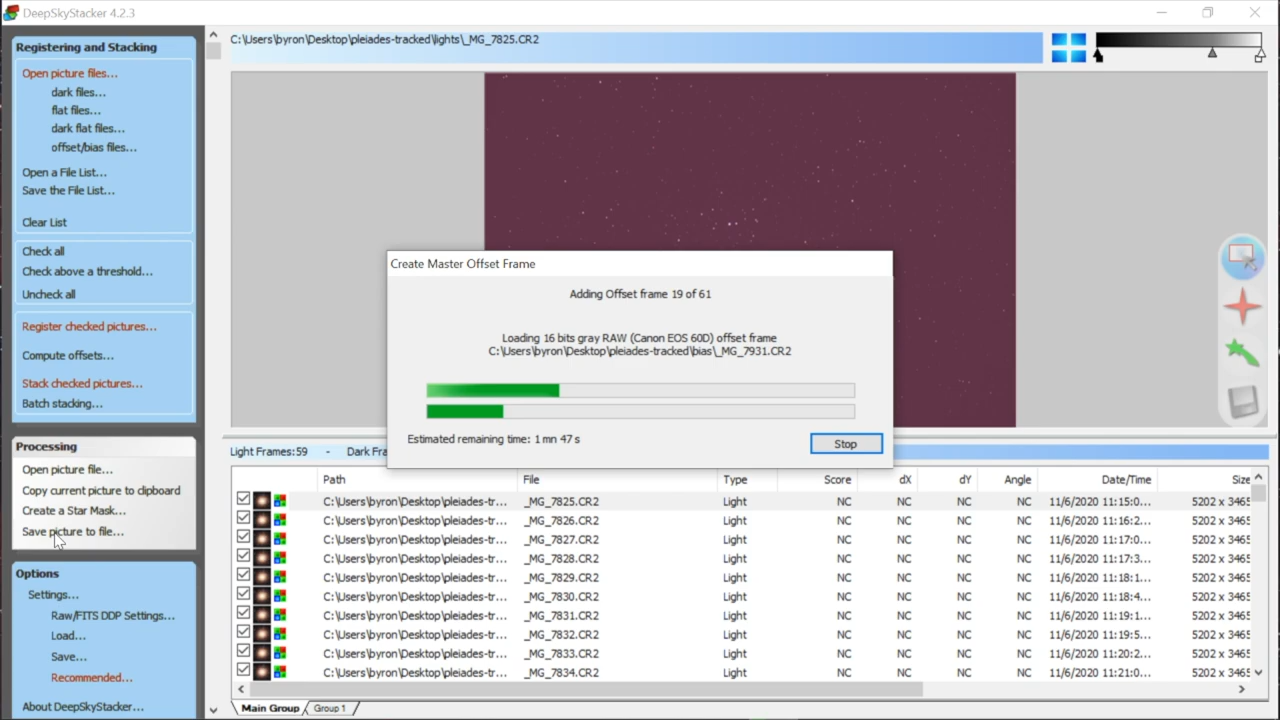 DeepSkyStacker 4.2.3
Registering and Stacking
Open picture files...
dark files...
flat files...
dark flat files...
offset/bias files...
Open a File List...
Save the File List...
Clear List
Check all
Check above a threshold...
Uncheck all
Register checked pictures...
Compute offsets...
Stack checked pictures...
Batch stacking...
Processing
Open picture file...
Copy current picture to clipboard
Create a Star Mask...
Save picture to file...
Options
Settings...
Raw/FITS DDP Settings...
Load...
Save...
Recommended...
About DeepSkyStacker...
C:\Users\byron\Desktop\pleiades-tracked\lights\_MG_7825.CR2
Create Master Offset Frame
Adding Offset frame 19 of 61
Loading 16 bits gray RAW (Canon EOS 60D) offset frame
C:\Users\byron\Desktop\pleiades-tracked\bias\_MG_7931.CR2
Estimated remaining time: 1 mn 47 s
Stop
Light Frames: 59 - Dark Fra
Path File Type Score dX dY Angle Date/Time Size
C:\Users\byron\Desktop\pleiades-tr... _MG_7825.CR2 Light NC NC NC NC 11/6/2020 11:15:0... 5202 x 3465
C:\Users\byron\Desktop\pleiades-tr... _MG_7826.CR2 Light NC NC NC NC 11/6/2020 11:16:2... 5202 x 3465
C:\Users\byron\Desktop\pleiades-tr... _MG_7827.CR2 Light NC NC NC NC 11/6/2020 11:17:0... 5202 x 3465
C:\Users\byron\Desktop\pleiades-tr... _MG_7828.CR2 Light NC NC NC NC 11/6/2020 11:17:3... 5202 x 3465
C:\Users\byron\Desktop\pleiades-tr... _MG_7829.CR2 Light NC NC NC NC 11/6/2020 11:18:1... 5202 x 3465
C:\Users\byron\Desktop\pleiades-tr... _MG_7830.CR2 Light NC NC NC NC 11/6/2020 11:18:4... 5202 x 3465
C:\Users\byron\Desktop\pleiades-tr... _MG_7831.CR2 Light NC NC NC NC 11/6/2020 11:19:1... 5202 x 3465
C:\Users\byron\Desktop\pleiades-tr... _MG_7832.CR2 Light NC NC NC NC 11/6/2020 11:19:5... 5202 x 3465
C:\Users\byron\Desktop\pleiades-tr... _MG_7833.CR2 Light NC NC NC NC 11/6/2020 11:20:2... 5202 x 3465
C:\Users\byron\Desktop\pleiades-tr... _MG_7834.CR2 Light NC NC NC NC 11/6/2020 11:21:0... 5202 x 3465
Main Group Group 1